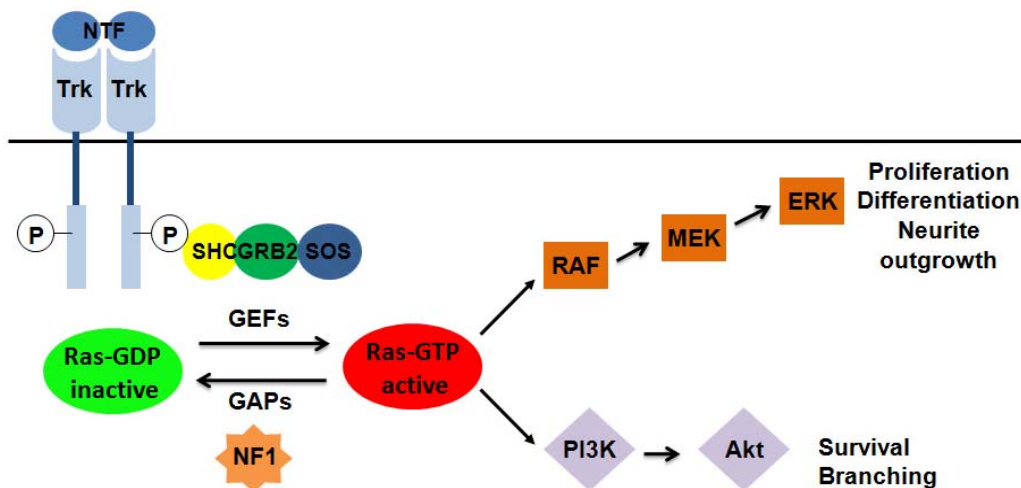 NTF
Trk Trk
P P
SHC GRB2 SOS
Proliferation
Differentiation
Neurite
outgrowth
ERK
MEK
RAF
GEFs
Ras-GDP
inactive
Ras-GTP
active
GAPs
NF1
PI3K
Akt
Survival
Branching